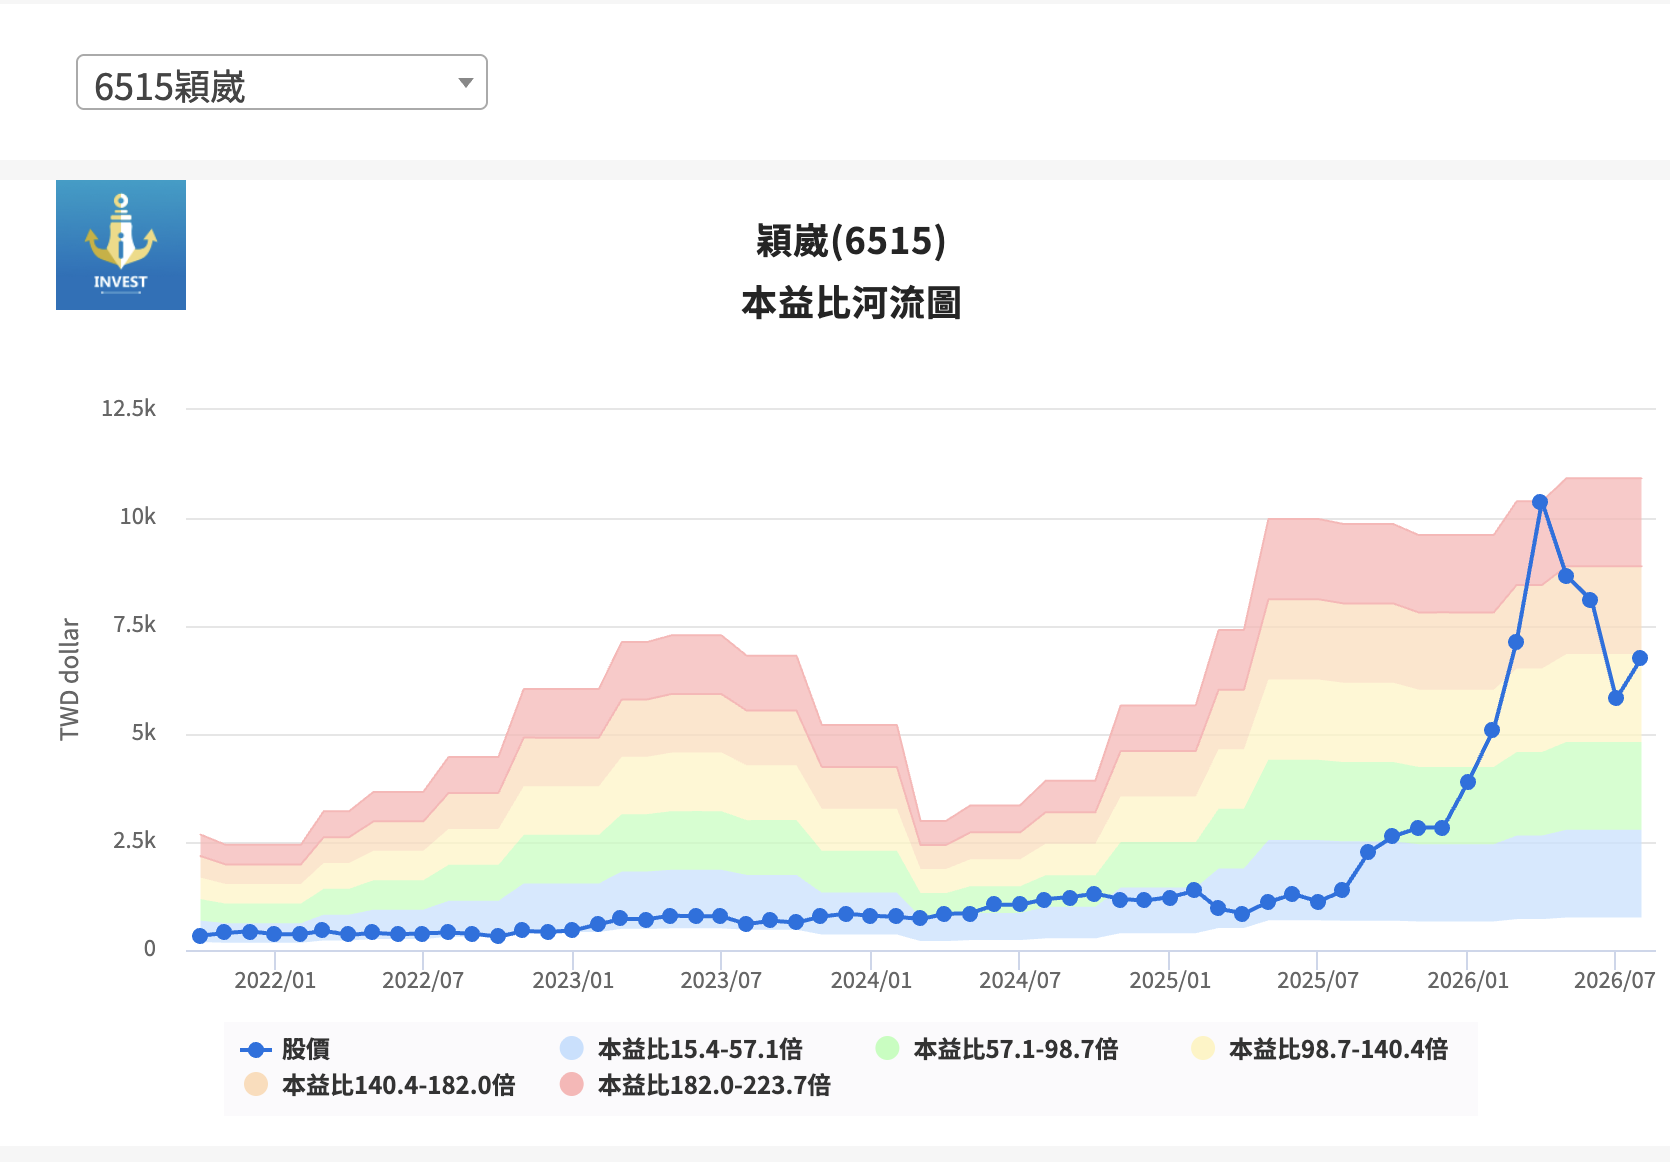 6515穎崴
INVEST
穎崴(6515)
本益比河流圖
TWD dollar
12.5k
10k
7.5k
5k
2.5k
0
2022/01 2022/07 2023/01 2023/07 2024/01 2024/07 2025/01 2025/07 2026/01 2026/07
股價 本益比15.4-57.1倍 本益比57.1-98.7倍 本益比98.7-140.4倍
本益比140.4-182.0倍 本益比182.0-223.7倍